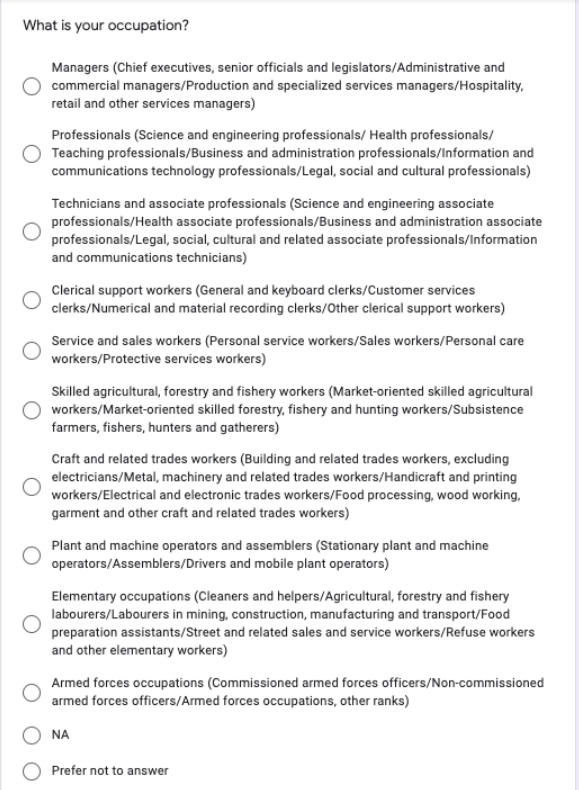 What is your occupation?
Managers (Chief executives, senior officials and legislators/Administrative and
commercial managers/Production and specialized services managers/Hospitality,
retail and other services managers)
Professionals (Science and engineering professionals/ Health professionals/
Teaching professionals/Business and administration professionals/Information and
communications technology professionals/Legal, social and cultural professionals)
Technicians and associate professionals (Science and engineering associate
professionals/Health associate professionals/Business and administration associate
professionals/Legal, social, cultural and related associate professionals/Information
and communications technicians)
Clerical support workers (General and keyboard clerks/Customer services
clerks/Numerical and material recording clerks/Other clerical support workers)
Service and sales workers (Personal service workers/Sales workers/Personal care
workers/Protective services workers)
Skilled agricultural, forestry and fishery workers (Market-oriented skilled agricultural
workers/Market-oriented skilled forestry, fishery and hunting workers/Subsistence
farmers, fishers, hunters and gatherers)
Craft and related trades workers (Building and related trades workers, excluding
electricians/Metal, machinery and related trades workers/Handicraft and printing
workers/Electrical and electronic trades workers/Food processing, wood working,
garment and other craft and related trades workers)
Plant and machine operators and assemblers (Stationary plant and machine
operators/Assemblers/Drivers and mobile plant operators)
Elementary occupations (Cleaners and helpers/Agricultural, forestry and fishery
labourers/Labourers in mining, construction, manufacturing and transport/Food
preparation assistants/Street and related sales and service workers/Refuse workers
and other elementary workers)
Armed forces occupations (Commissioned armed forces officers/Non-commissioned
armed forces officers/Armed forces occupations, other ranks)
NA
Prefer not to answer